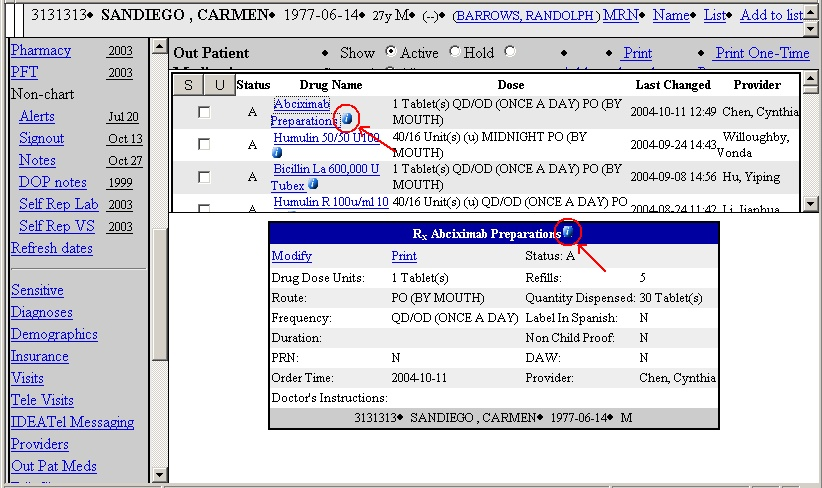 3131313◆ SANDIEGO , CARMEN◆ 1977-06-14◆ 27y M◆ (--)◆ (BARROWS, RANDOLPH ) MRN◆ Name◆ List◆ Add to list
Pharmacy 2003
PFT 2003
Non-chart
Alerts Jul 20
Signout Oct 13
Notes Oct 27
DOP notes 1999
Self Rep Lab 2003
Self Rep VS 2003
Refresh dates
Sensitive
Diagnoses
Demographics
Insurance
Visits
Tele Visits
IDEATel Messaging
Providers
Out Pat Meds
Out Patient ◆ Show Active Hold ◆ ◆ Print ◆ Print One-Time
S U Status Drug Name Dose Last Changed Provider
A Abciximab Preparations 1 Tablet(s) QD/OD (ONCE A DAY) PO (BY MOUTH) 2004-10-11 12:49 Chen, Cynthia
A Humulin 50/50 U100 40/16 Unit(s) (u) MIDNIGHT PO (BY MOUTH) 2004-09-24 14:43 Willoughby, Vonda
A Bicillin La 600,000 U Tubex 1 Tablet(s) QD/OD (ONCE A DAY) PO (BY MOUTH) 2004-09-08 14:56 Hu, Yiping
A Humulin R 100u/ml 10 40/16 Unit(s) (u) QD/OD (ONCE A DAY) PO 2004-08-24 11:42 Li, Jianhua
Rx Abciximab Preparations
Modify Print Status: A
Drug Dose Units: 1 Tablet(s) Refills: 5
Route: PO (BY MOUTH) Quantity Dispensed: 30 Tablet(s)
Frequency: QD/OD (ONCE A DAY) Label In Spanish: N
Duration: Non Child Proof: N
PRN: N DAW: N
Order Time: 2004-10-11 Provider: Chen, Cynthia
Doctor's Instructions:
3131313◆ SANDIEGO , CARMEN◆ 1977-06-14◆ M